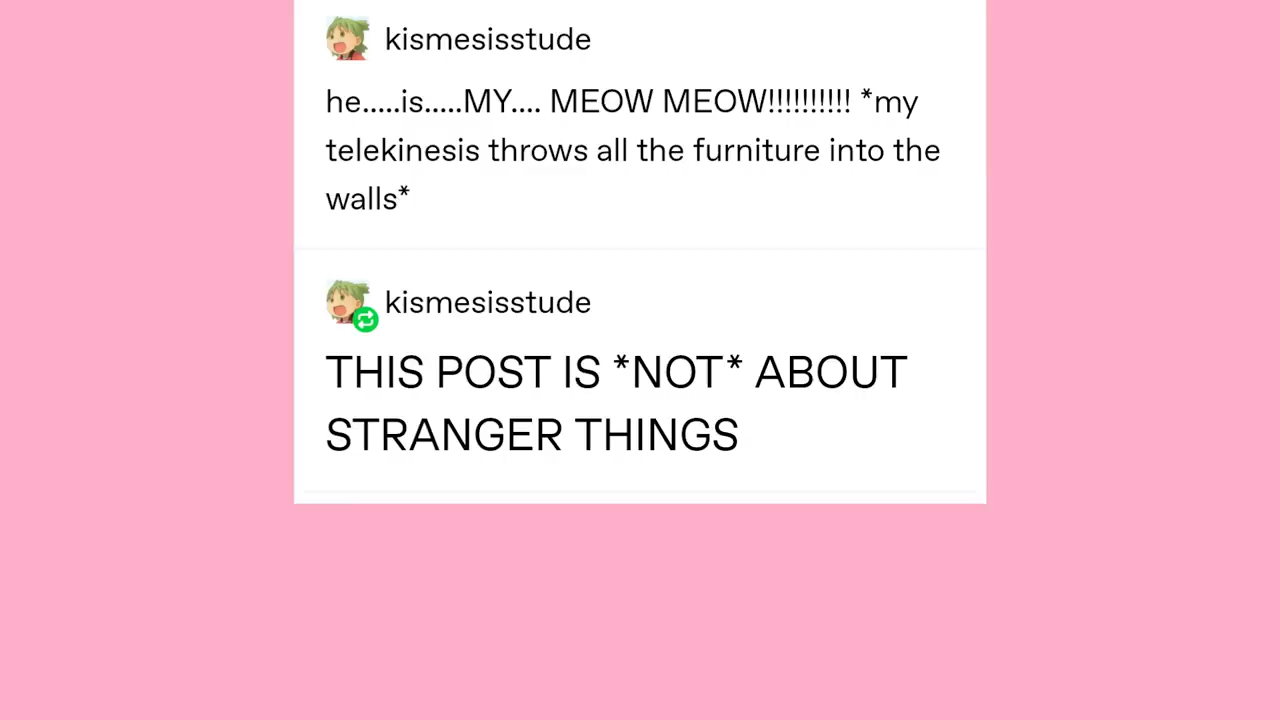 kismesisstude
he.....is.....MY.... MEOW MEOW!!!!!!!!!! *my
telekinesis throws all the furniture into the
walls*
kismesisstude
THIS POST IS *NOT* ABOUT
STRANGER THINGS